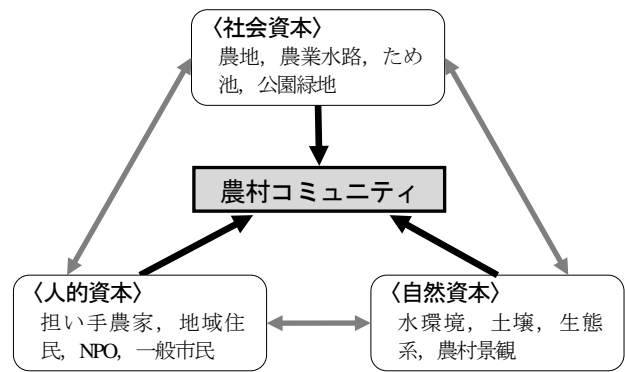 〈社会資本〉
農地，農業水路，ため
池，公園緑地
農村コミュニティ
〈人的資本〉
担い手農家，地域住
民，NPO，一般市民
〈自然資本〉
水環境，土壌，生態
系，農村景観